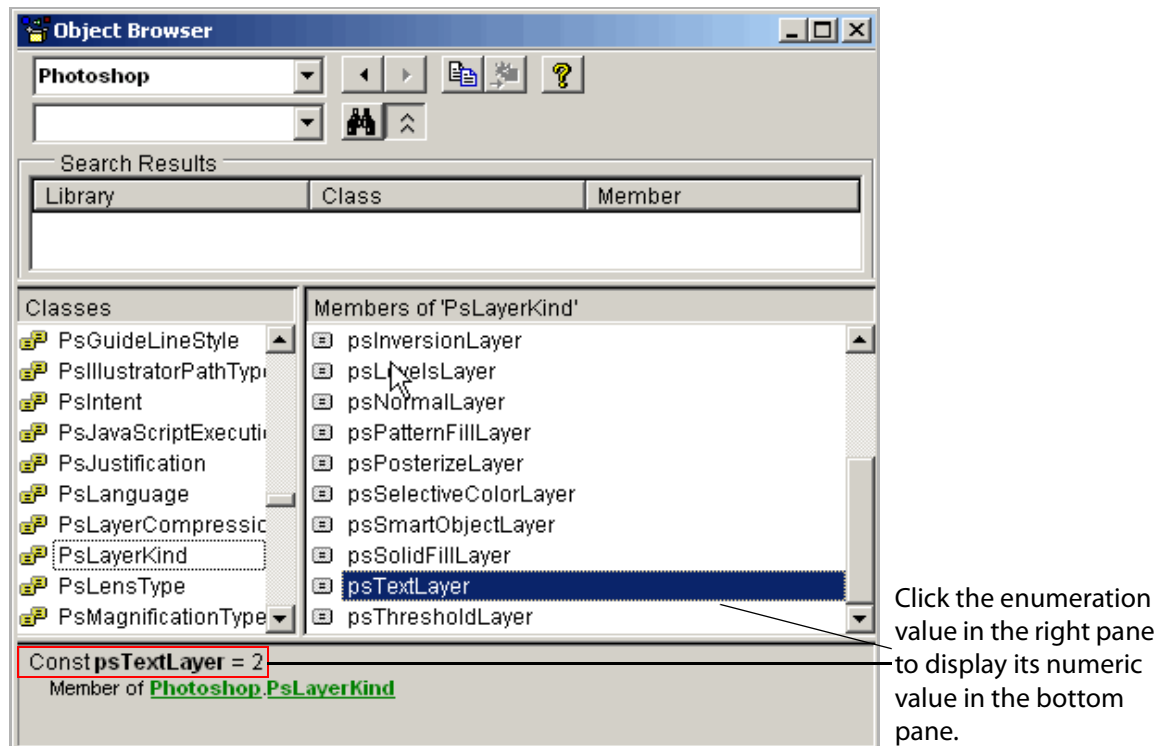 Object Browser
Photoshop
Search Results
Library Class Member
Classes
PsGuideLineStyle
PsIllustratorPathType
PsIntent
PsJavaScriptExecuti
PsJustification
PsLanguage
PsLayerCompressic
PsLayerKind
PsLensType
PsMagnificationType
Members of 'PsLayerKind'
psInversionLayer
psLevelsLayer
psNormalLayer
psPatternFillLayer
psPosterizeLayer
psSelectiveColorLayer
psSmartObjectLayer
psSolidFillLayer
psTextLayer
psThresholdLayer
Const psTextLayer = 2
Member of Photoshop.PsLayerKind
Click the enumeration
value in the right pane
to display its numeric
value in the bottom
pane.